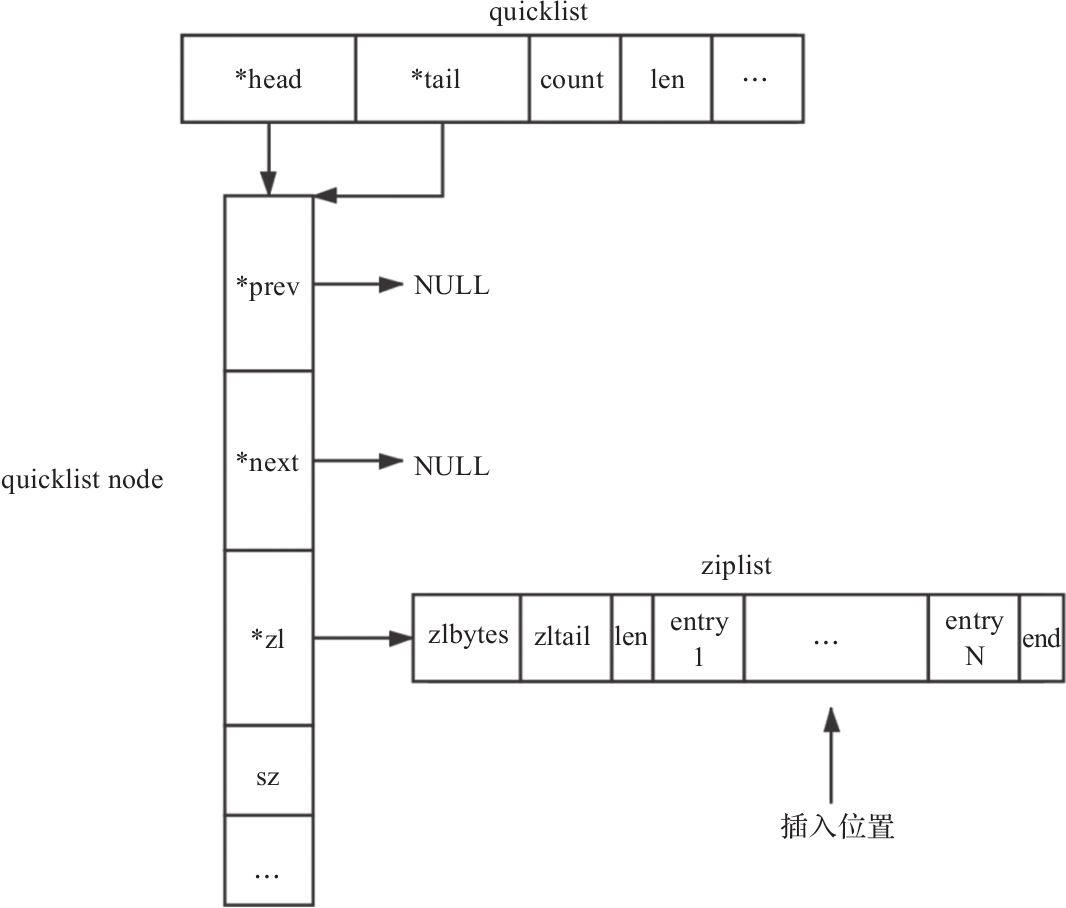 quicklist
*head *tail count len …
*prev
NULL
*next
NULL
quicklist node
ziplist
*zl
zlbytes zltail len entry 1 … entry N end
sz
插入位置
…